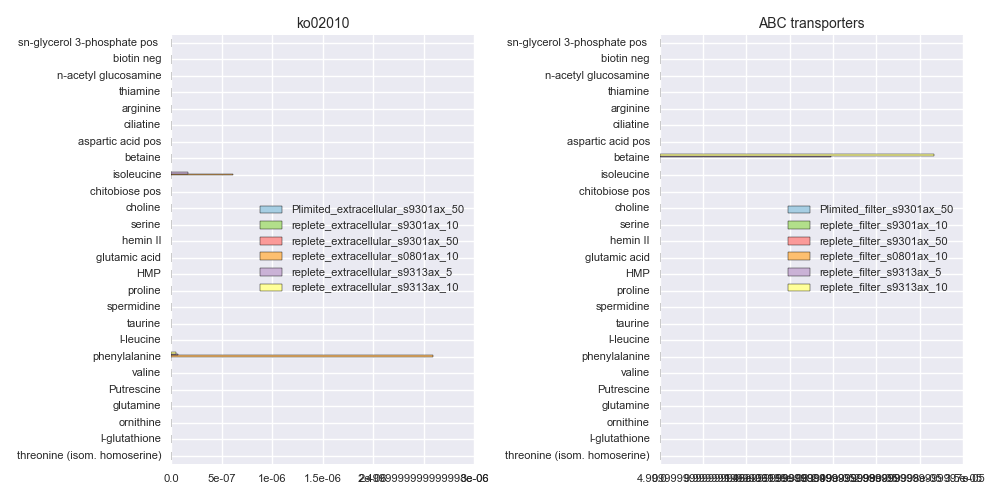 ko02010
sn-glycerol 3-phosphate pos
biotin neg
n-acetyl glucosamine
thiamine
arginine
ciliatine
aspartic acid pos
betaine
isoleucine
chitobiose pos
choline
serine
hemin II
glutamic acid
HMP
proline
spermidine
taurine
l-leucine
phenylalanine
valine
Putrescine
glutamine
ornithine
l-glutathione
threonine (isom. homoserine)
Plimited_extracellular_s9301ax_50
replete_extracellular_s9301ax_10
replete_extracellular_s9301ax_50
replete_extracellular_s0801ax_10
replete_extracellular_s9313ax_5
replete_extracellular_s9313ax_10
0.0 5e-07 1e-06 1.5e-06 3e-06
ABC transporters
sn-glycerol 3-phosphate pos
biotin neg
n-acetyl glucosamine
thiamine
arginine
ciliatine
aspartic acid pos
betaine
isoleucine
chitobiose pos
choline
serine
hemin II
glutamic acid
HMP
proline
spermidine
taurine
l-leucine
phenylalanine
valine
Putrescine
glutamine
ornithine
l-glutathione
threonine (isom. homoserine)
Plimited_filter_s9301ax_50
replete_filter_s9301ax_10
replete_filter_s9301ax_50
replete_filter_s0801ax_10
replete_filter_s9313ax_5
replete_filter_s9313ax_10